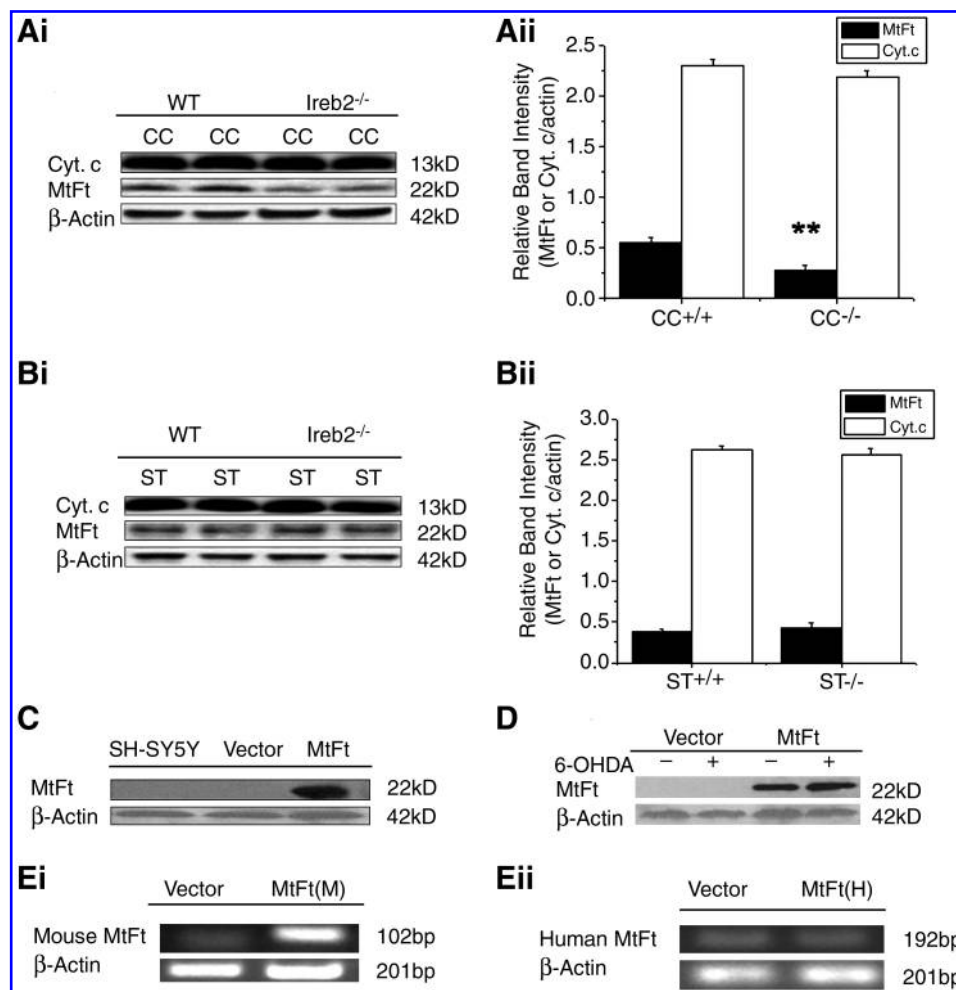 Ai
WT Ireb2-/-
CC CC CC CC
Cyt. c 13kD
MtFt 22kD
β-Actin 42kD
Aii
MtFt
Cyt.c
Relative Band Intensity
(MtFt or Cyt. c/actin)
2.5
2.0
1.5
1.0
0.5
0.0
**
CC+/+ CC-/-
Bi
WT Ireb2-/-
ST ST ST ST
Cyt. c 13kD
MtFt 22kD
β-Actin 42kD
Bii
MtFt
Cyt.c
Relative Band Intensity
(MtFt or Cyt. c/actin)
3.0
2.5
2.0
1.5
1.0
0.5
0.0
ST+/+ ST-/-
C
SH-SY5Y Vector MtFt
MtFt 22kD
β-Actin 42kD
D
Vector MtFt
6-OHDA − + − +
MtFt 22kD
β-Actin 42kD
Ei
Vector MtFt(M)
Mouse MtFt 102bp
β-Actin 201bp
Eii
Vector MtFt(H)
Human MtFt 192bp
β-Actin 201bp